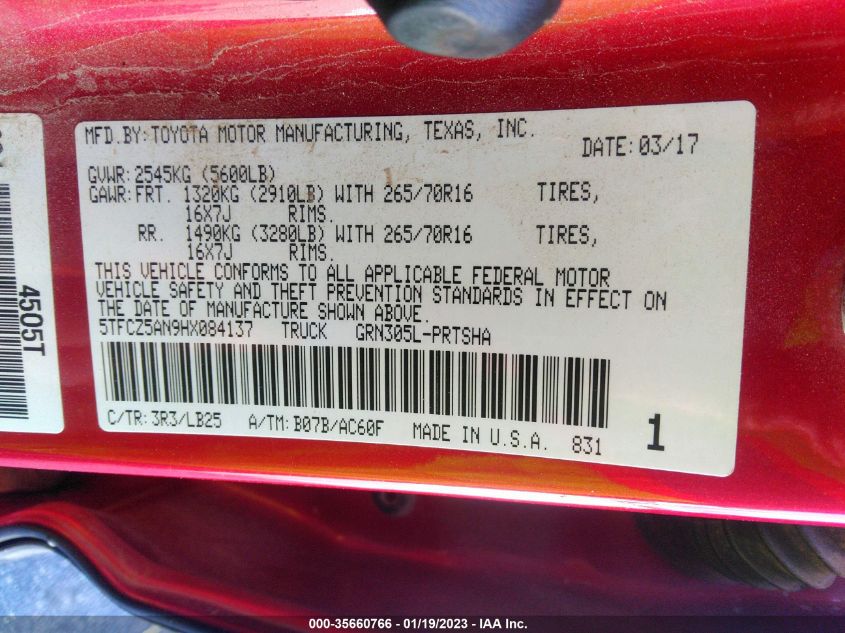 MFD.BY:TOYOTA MOTOR MANUFACTURING, TEXAS, INC. DATE:03/17
GVWR:2545KG (5600LB)
GAWR:FRT. 1320KG (2910LB) WITH 265/70R16 TIRES,
16X7J RIMS.
RR. 1490KG (3280LB) WITH 265/70R16 TIRES,
16X7J RIMS.
THIS VEHICLE CONFORMS TO ALL APPLICABLE FEDERAL MOTOR
VEHICLE SAFETY AND THEFT PREVENTION STANDARDS IN EFFECT ON
THE DATE OF MANUFACTURE SHOWN ABOVE.
5TFCZ5AN9HX084137 TRUCK GRN305L-PRTSHA
C/TR:3R3/LB25 A/TM:B07B/AC60F MADE IN U.S.A. 831 1
4505T
000-35660766 - 01/19/2023 - IAA Inc.